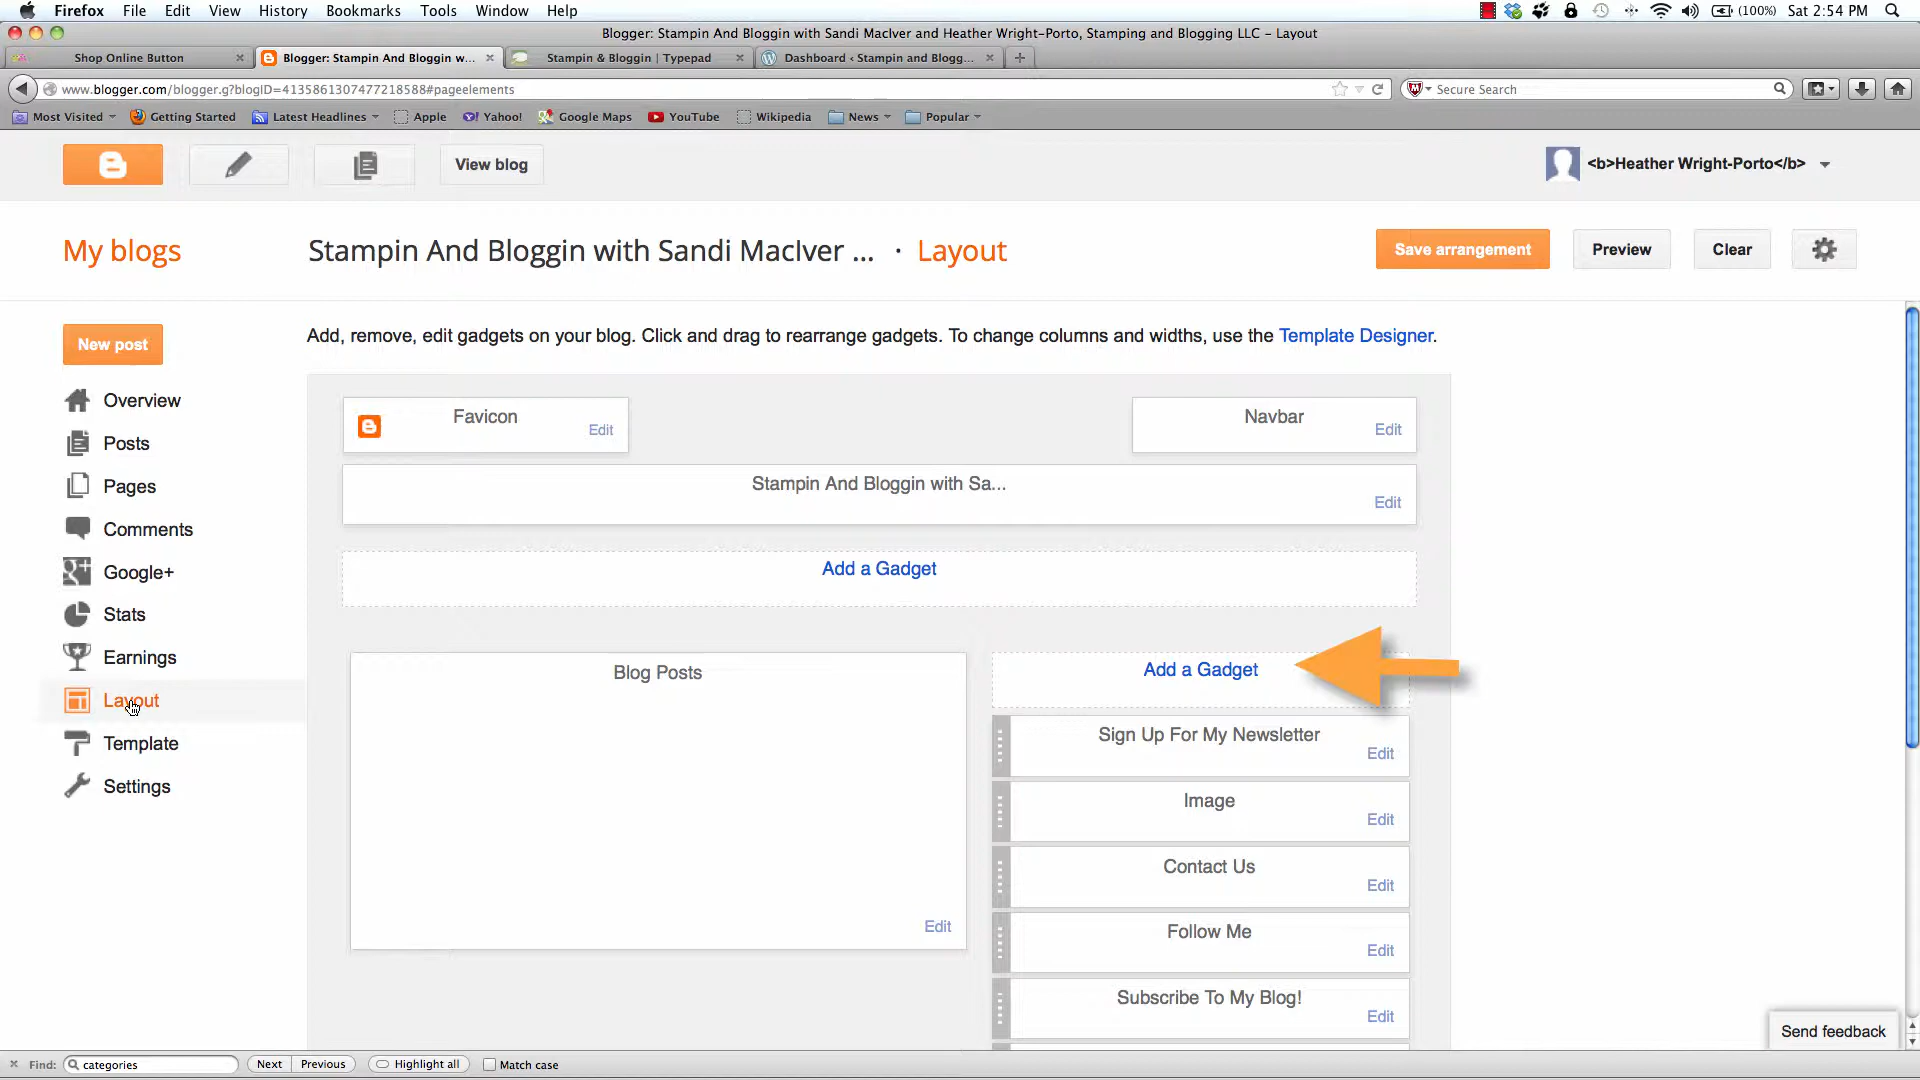 Firefox File Edit View History Bookmarks Tools Window Help (100%) Sat 2:54 PM
Blogger: Stampin And Bloggin with Sandi MacIver and Heather Wright-Porto, Stamping and Blogging LLC – Layout
Shop Online Button Blogger: Stampin And Bloggin w... Stampin & Bloggin | Typepad Dashboard ‹ Stampin and Blogg...
www.blogger.com/blogger.g?blogID=4135861307477218588#pageelements Secure Search
Most Visited Getting Started Latest Headlines Apple Yahoo! Google Maps YouTube Wikipedia News Popular
View blog <b>Heather Wright-Porto</b>
My blogs Stampin And Bloggin with Sandi MacIver ... · Layout Save arrangement Preview Clear
New post
Add, remove, edit gadgets on your blog. Click and drag to rearrange gadgets. To change columns and widths, use the Template Designer.
Overview
Posts
Pages
Comments
Google+
Stats
Earnings
Layout
Template
Settings
Favicon Edit
Navbar Edit
Stampin And Bloggin with Sa... Edit
Add a Gadget
Blog Posts Edit
Add a Gadget
Sign Up For My Newsletter Edit
Image Edit
Contact Us Edit
Follow Me Edit
Subscribe To My Blog! Edit
Send feedback
Find: categories Next Previous Highlight all Match case